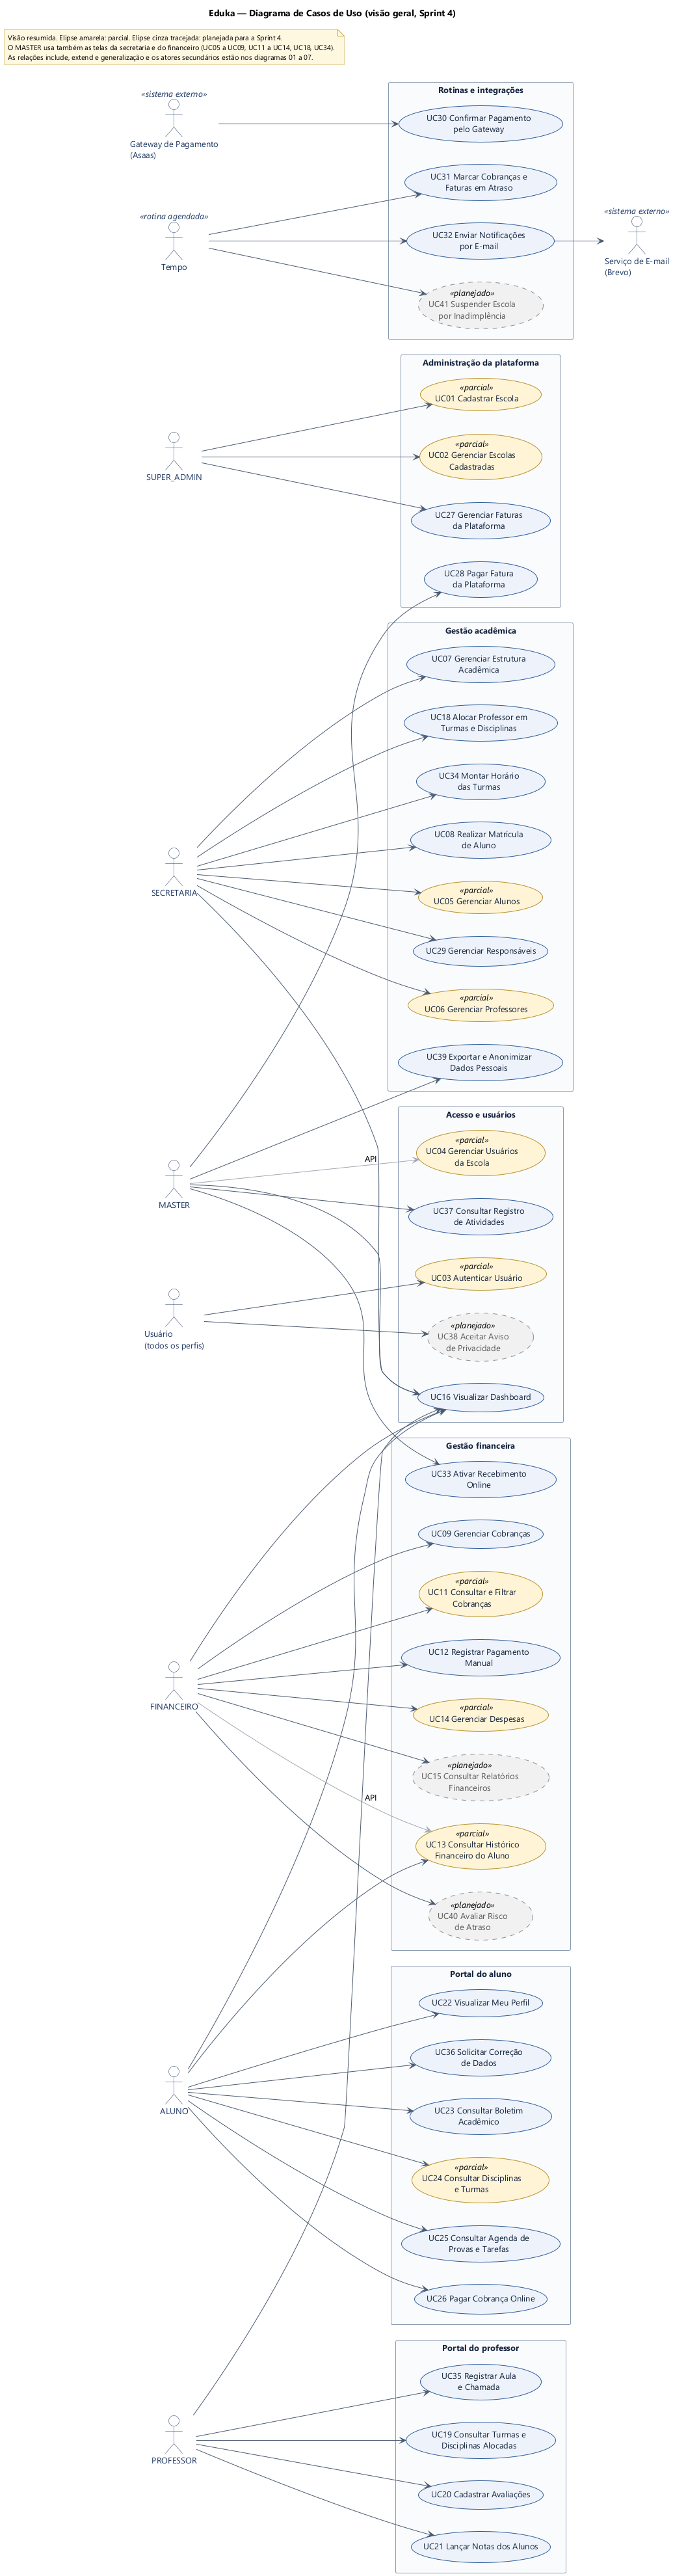 Eduka — Diagrama de Casos de Uso (visão geral, Sprint 4)
Visão resumida. Elipse amarela: parcial. Elipse cinza tracejada: planejada para a Sprint 4.
O MASTER usa também as telas da secretaria e do financeiro (UC05 a UC09, UC11 a UC14, UC18, UC34).
As relações include, extend e generalização e os atores secundários estão nos diagramas 01 a 07.
Rotinas e integrações
«sistema externo»
Gateway de Pagamento
(Asaas)
UC30 Confirmar Pagamento
pelo Gateway
UC31 Marcar Cobranças e
Faturas em Atraso
«rotina agendada»
Tempo
UC32 Enviar Notificações
por E-mail
«sistema externo»
Serviço de E-mail
(Brevo)
«planejado»
UC41 Suspender Escola
por Inadimplência
Administração da plataforma
«parcial»
UC01 Cadastrar Escola
«parcial»
UC02 Gerenciar Escolas
Cadastradas
SUPER_ADMIN
UC27 Gerenciar Faturas
da Plataforma
UC28 Pagar Fatura
da Plataforma
Gestão acadêmica
UC07 Gerenciar Estrutura
Acadêmica
UC18 Alocar Professor em
Turmas e Disciplinas
UC34 Montar Horário
das Turmas
UC08 Realizar Matrícula
de Aluno
SECRETARIA
«parcial»
UC05 Gerenciar Alunos
UC29 Gerenciar Responsáveis
«parcial»
UC06 Gerenciar Professores
UC39 Exportar e Anonimizar
Dados Pessoais
Acesso e usuários
API
«parcial»
UC04 Gerenciar Usuários
da Escola
MASTER
UC37 Consultar Registro
de Atividades
«parcial»
UC03 Autenticar Usuário
Usuário
(todos os perfis)
«planejado»
UC38 Aceitar Aviso
de Privacidade
UC16 Visualizar Dashboard
Gestão financeira
UC33 Ativar Recebimento
Online
UC09 Gerenciar Cobranças
«parcial»
UC11 Consultar e Filtrar
Cobranças
UC12 Registrar Pagamento
Manual
FINANCEIRO
«parcial»
UC14 Gerenciar Despesas
«planejado»
UC15 Consultar Relatórios
Financeiros
API
«parcial»
UC13 Consultar Histórico
Financeiro do Aluno
«planejado»
UC40 Avaliar Risco
de Atraso
Portal do aluno
UC22 Visualizar Meu Perfil
UC36 Solicitar Correção
de Dados
ALUNO
UC23 Consultar Boletim
Acadêmico
«parcial»
UC24 Consultar Disciplinas
e Turmas
UC25 Consultar Agenda de
Provas e Tarefas
UC26 Pagar Cobrança Online
Portal do professor
UC35 Registrar Aula
e Chamada
PROFESSOR
UC19 Consultar Turmas e
Disciplinas Alocadas
UC20 Cadastrar Avaliações
UC21 Lançar Notas dos Alunos